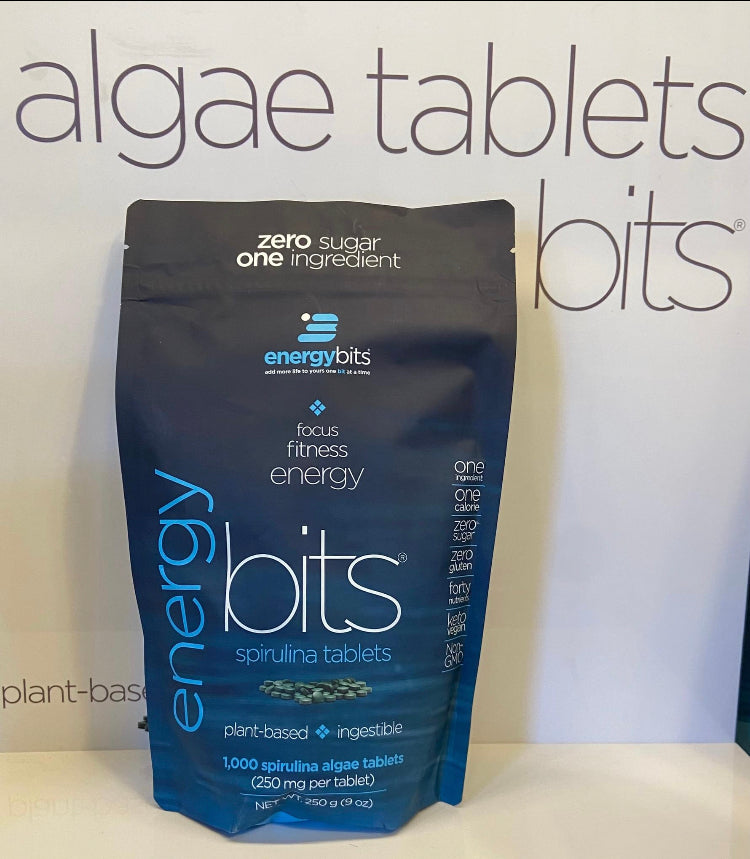 algae tablets
bits®
zero sugar
one ingredient
energybits
add more life to yours one bit at a time
focus
fitness
energy
energy
bits®
spirulina tablets
plant-based ❖ ingestible
1,000 spirulina algae tablets
(250 mg per tablet)
NET WT. 250 g (9 oz)
one
ingredient
one
calorie
zero
sugar
zero
gluten
forty
nutrients
keto
vegan
Non-
GMO
plant-base